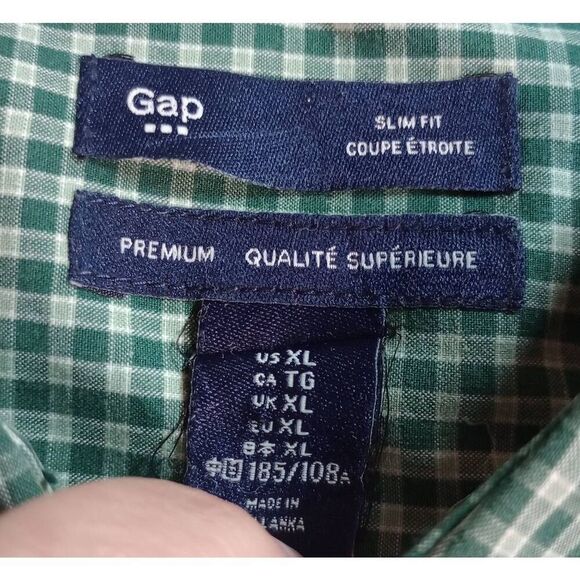 Gap
SLIM FIT
COUPE ÉTROITE
PREMIUM QUALITÉ SUPÉRIEURE
US XL
CA TG
UK XL
EU XL
日本 XL
中国 185/108A
MADE IN
LANKA